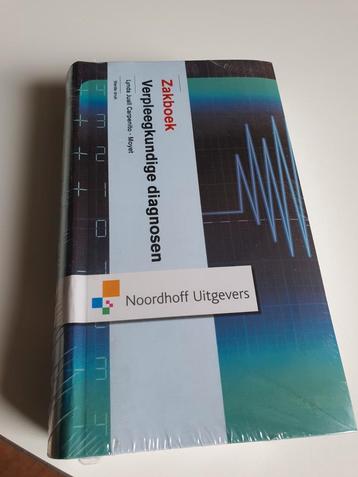 Zakboek
Verpleegkundige diagnosen
Lynda Juall Carpenito - Moyet
Noordhoff Uitgevers